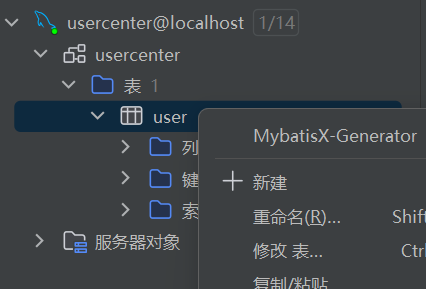 usercenter@localhost 1/14
usercenter
表 1
user
MybatisX-Generator
列
键
新建
索
重命名(R)... Shift
服务器对象
修改 表... Ctr
复制/粘贴